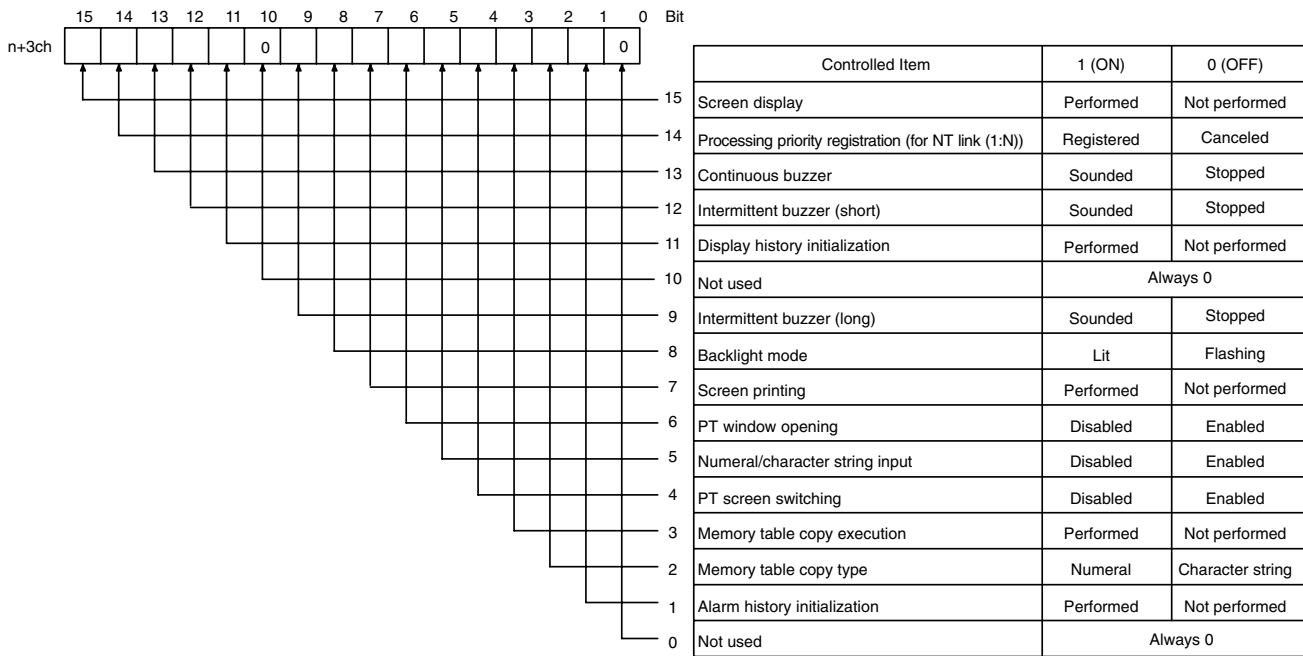 15 14 13 12 11 10 9 8 7 6 5 4 3 2 1 0 Bit
n+3ch 0 0
Controlled Item 1 (ON) 0 (OFF)
15 Screen display Performed Not performed
14 Processing priority registration (for NT link (1:N)) Registered Canceled
13 Continuous buzzer Sounded Stopped
12 Intermittent buzzer (short) Sounded Stopped
11 Display history initialization Performed Not performed
10 Not used Always 0
9 Intermittent buzzer (long) Sounded Stopped
8 Backlight mode Lit Flashing
7 Screen printing Performed Not performed
6 PT window opening Disabled Enabled
5 Numeral/character string input Disabled Enabled
4 PT screen switching Disabled Enabled
3 Memory table copy execution Performed Not performed
2 Memory table copy type Numeral Character string
1 Alarm history initialization Performed Not performed
0 Not used Always 0